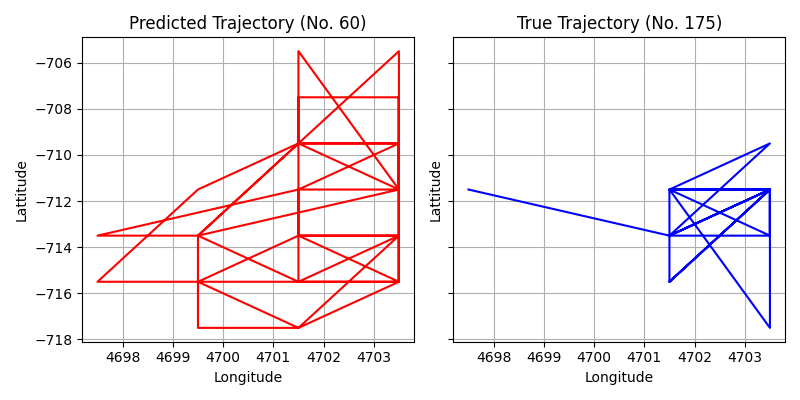 Predicted Trajectory (No. 60)
True Trajectory (No. 175)
Lattitude
−706
−708
−710
−712
−714
−716
−718
4698 4699 4700 4701 4702 4703
Longitude
Lattitude
4698 4699 4700 4701 4702 4703
Longitude